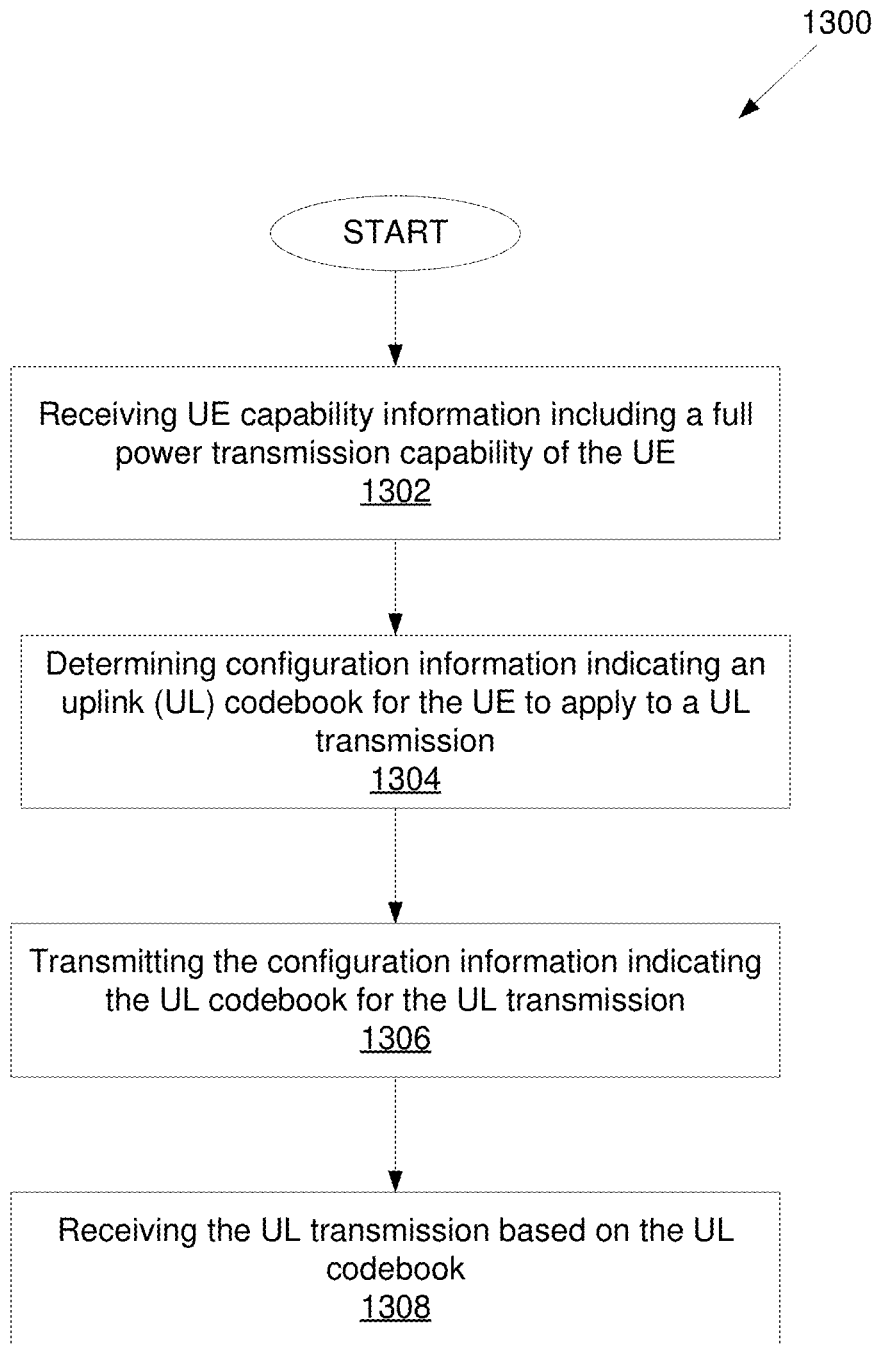 1300
START
Receiving UE capability information including a full
power transmission capability of the UE
1302
Determining configuration information indicating an
uplink (UL) codebook for the UE to apply to a UL
transmission
1304
Transmitting the configuration information indicating
the UL codebook for the UL transmission
1306
Receiving the UL transmission based on the UL
codebook
1308